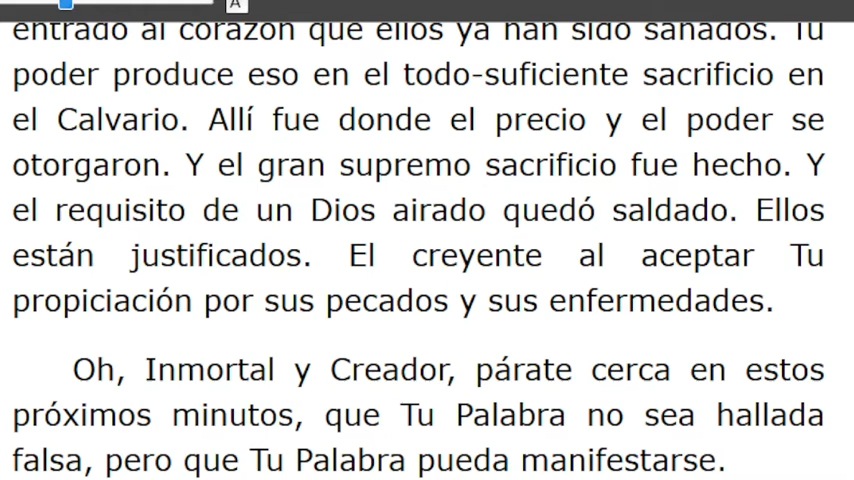 A
entrado al corazón que ellos ya han sido sanados. Tu
poder produce eso en el todo-suficiente sacrificio en
el Calvario. Allí fue donde el precio y el poder se
otorgaron. Y el gran supremo sacrificio fue hecho. Y
el requisito de un Dios airado quedó saldado. Ellos
están justificados. El creyente al aceptar Tu
propiciación por sus pecados y sus enfermedades.
Oh, Inmortal y Creador, párate cerca en estos
próximos minutos, que Tu Palabra no sea hallada
falsa, pero que Tu Palabra pueda manifestarse.